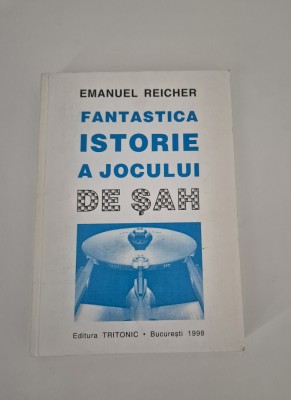 EMANUEL REICHER
FANTASTICA
ISTORIE
A JOCULUI
DE ŞAH
Editura TRITONIC • Bucureşti 1998